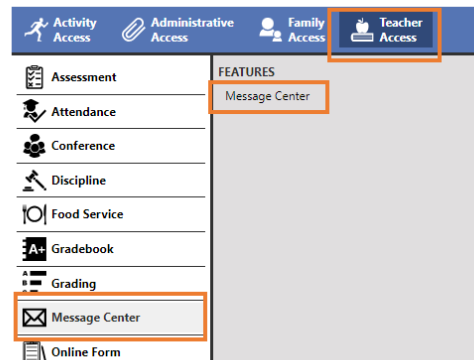 Activity Access
Administrative Access
Family Access
Teacher Access
Assessment
Attendance
Conference
Discipline
Food Service
A+ Gradebook
A B Grading
Message Center
Online Form
FEATURES
Message Center